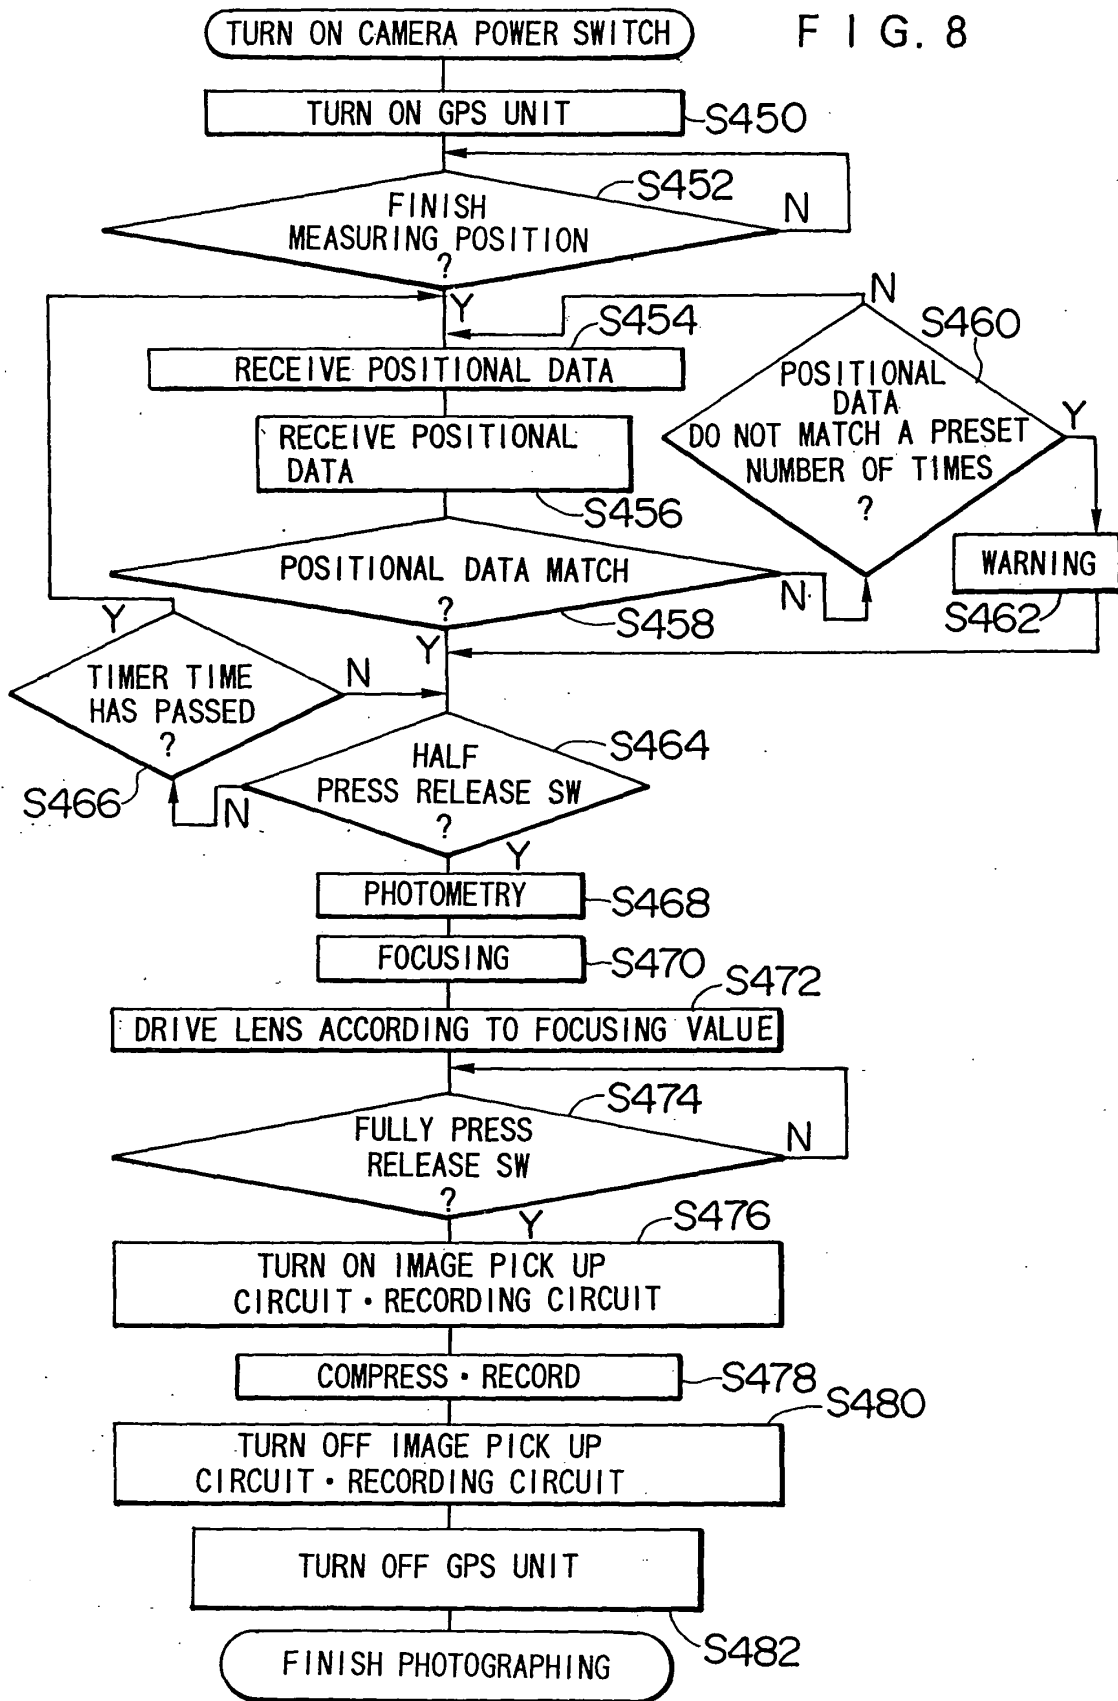 FIG. 8
TURN ON CAMERA POWER SWITCH
TURN ON GPS UNIT
S450
S452
FINISH
MEASURING POSITION
?
N
Y
S454
RECEIVE POSITIONAL DATA
RECEIVE POSITIONAL
DATA
S456
POSITIONAL DATA MATCH
?
N
S458
Y
N
S460
POSITIONAL
DATA
DO NOT MATCH A PRESET
NUMBER OF TIMES
?
Y
WARNING
S462
Y
TIMER TIME
HAS PASSED
?
N
S466
S464
HALF
PRESS RELEASE SW
?
N
Y
PHOTOMETRY
S468
FOCUSING
S470
S472
DRIVE LENS ACCORDING TO FOCUSING VALUE
S474
FULLY PRESS
RELEASE SW
?
N
Y
S476
TURN ON IMAGE PICK UP
CIRCUIT・RECORDING CIRCUIT
COMPRESS・RECORD
S478
S480
TURN OFF IMAGE PICK UP
CIRCUIT・RECORDING CIRCUIT
TURN OFF GPS UNIT
S482
FINISH PHOTOGRAPHING